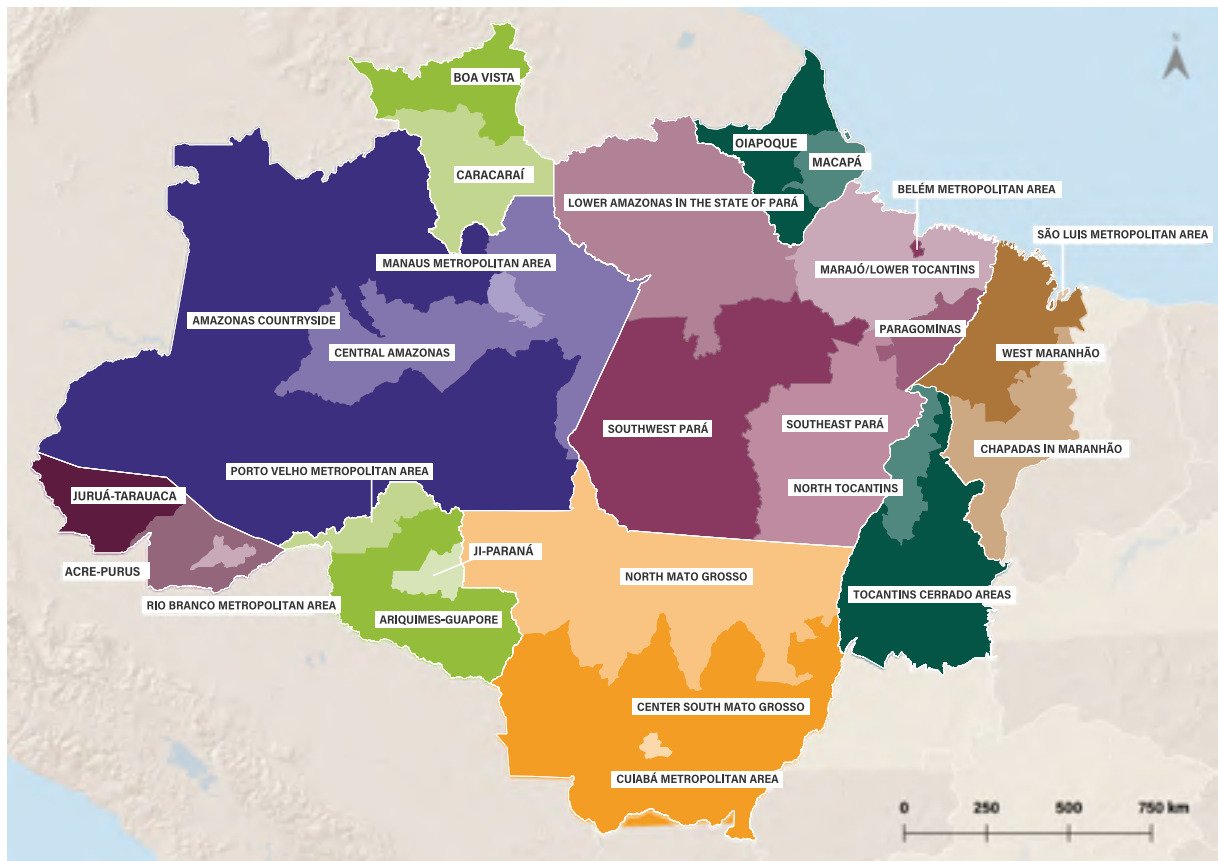 BOA VISTA
OIAPOQUE
MACAPÁ
CARACARAÍ
BELÉM METROPOLITAN AREA
LOWER AMAZONAS IN THE STATE OF PARÁ
SÃO LUIS METROPOLITAN AREA
MANAUS METROPOLITAN AREA
MARAJÓ/LOWER TOCANTINS
AMAZONAS COUNTRYSIDE
PARAGOMINAS
CENTRAL AMAZONAS
WEST MARANHÃO
SOUTHWEST PARÁ
SOUTHEAST PARÁ
CHAPADAS IN MARANHÃO
PORTO VELHO METROPOLITAN AREA
NORTH TOCANTINS
JURUÁ-TARAUACA
JI-PARANÁ
ACRE-PURUS
NORTH MATO GROSSO
TOCANTINS CERRADO AREAS
RIO BRANCO METROPOLITAN AREA
ARIQUIMES-GUAPORE
CENTER SOUTH MATO GROSSO
CUIABÁ METROPOLITAN AREA
0 250 500 750 km